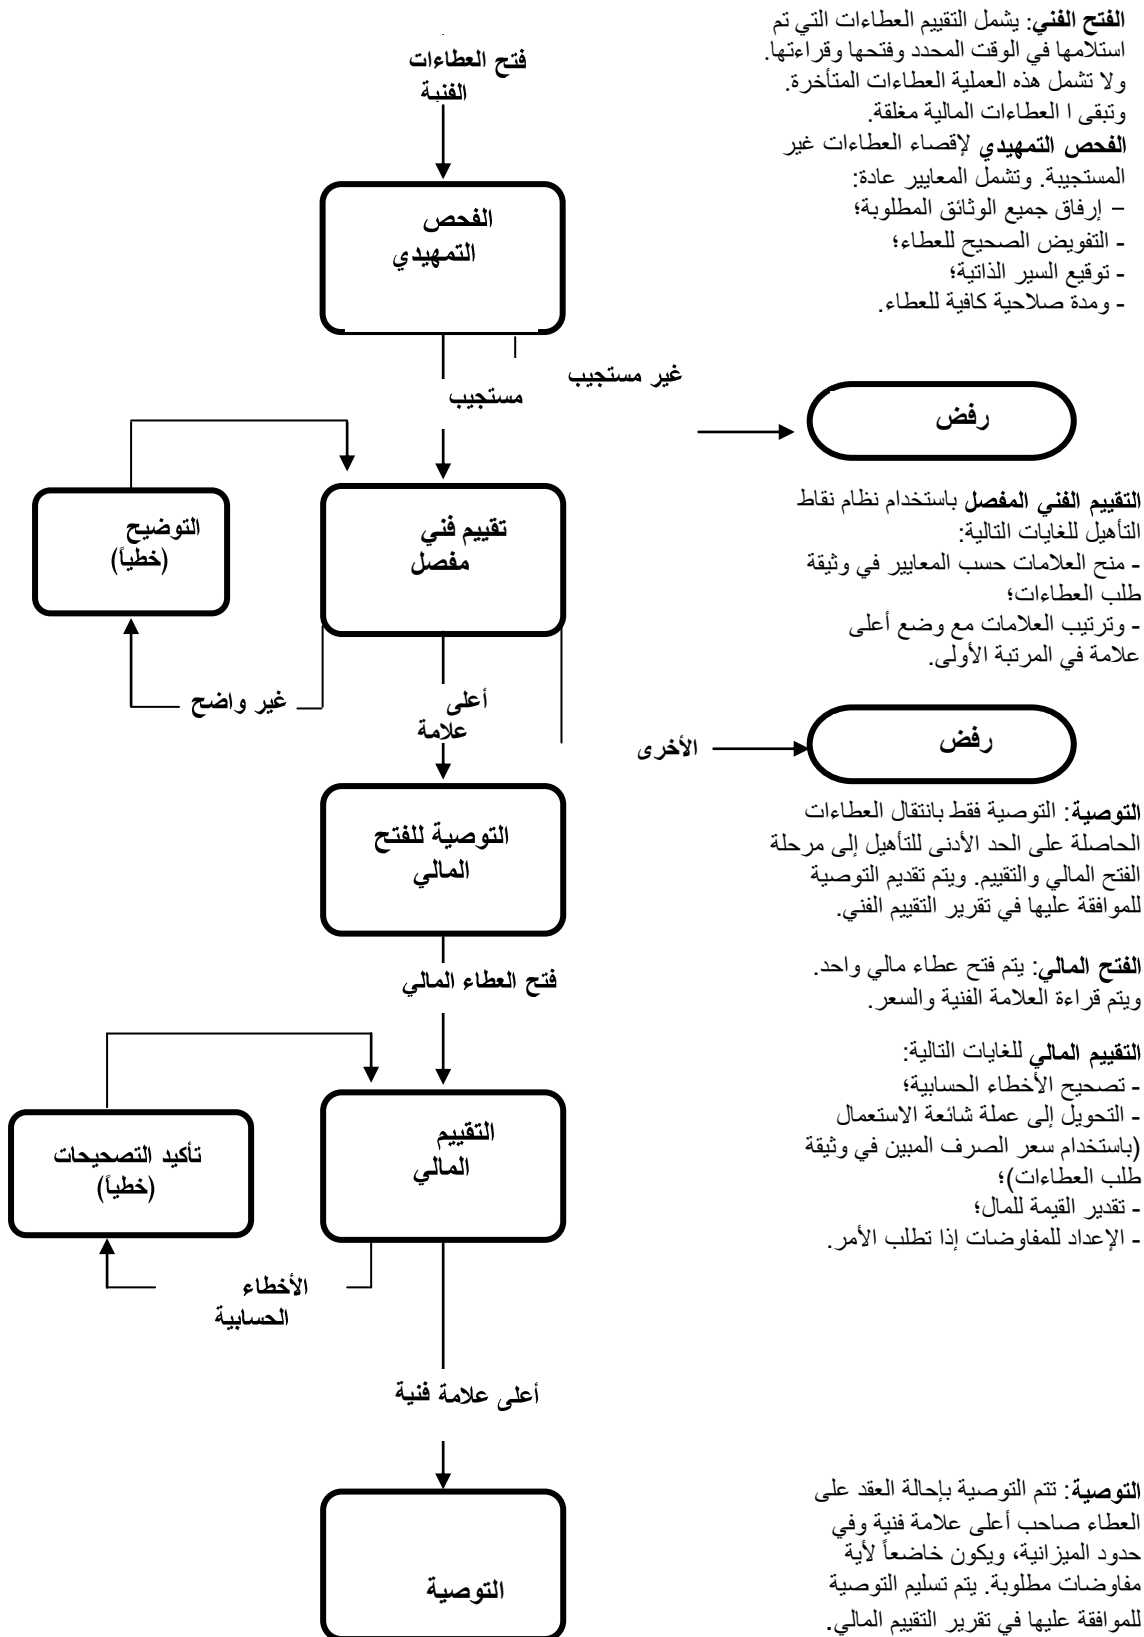 الفتح الفني: يشمل التقييم العطاءات التي تم
استلامها في الوقت المحدد وفتحها وقراءتها.
ولا تشمل هذه العملية العطاءات المتأخرة.
وتبقى ا العطاءات المالية مغلقة.
الفحص التمهيدي لإقصاء العطاءات غير
المستجيبة. وتشمل المعايير عادة:
– إرفاق جميع الوثائق المطلوبة؛
- التفويض الصحيح للعطاء؛
- توقيع السير الذاتية؛
- ومدة صلاحية كافية للعطاء.
فتح العطاءات
الفنية
الفحص
التمهيدي
غير مستجيب
مستجيب
رفض
التقييم الفني المفصل باستخدام نظام نقاط
التأهيل للغايات التالية:
- منح العلامات حسب المعايير في وثيقة
طلب العطاءات؛
- وترتيب العلامات مع وضع أعلى
علامة في المرتبة الأولى.
تقييم فني
مفصل
التوضيح
(خطياً)
غير واضح
أعلى
علامة
الأخرى
رفض
التوصية: التوصية فقط بانتقال العطاءات
الحاصلة على الحد الأدنى للتأهيل إلى مرحلة
الفتح المالي والتقييم. ويتم تقديم التوصية
للموافقة عليها في تقرير التقييم الفني.
التوصية للفتح
المالي
الفتح المالي: يتم فتح عطاء مالي واحد.
ويتم قراءة العلامة الفنية والسعر.
فتح العطاء المالي
التقييم المالي للغايات التالية:
- تصحيح الأخطاء الحسابية؛
- التحويل إلى عملة شائعة الاستعمال
(باستخدام سعر الصرف المبين في وثيقة
طلب العطاءات)؛
- تقدير القيمة للمال؛
- الإعداد للمفاوضات إذا تطلب الأمر.
التقييم
المالي
تأكيد التصحيحات
(خطياً)
الأخطاء
الحسابية
أعلى علامة فنية
التوصية: تتم التوصية بإحالة العقد على
العطاء صاحب أعلى علامة فنية وفي
حدود الميزانية، ويكون خاضعاً لأية
مفاوضات مطلوبة. يتم تسليم التوصية
للموافقة عليها في تقرير التقييم المالي.
التوصية